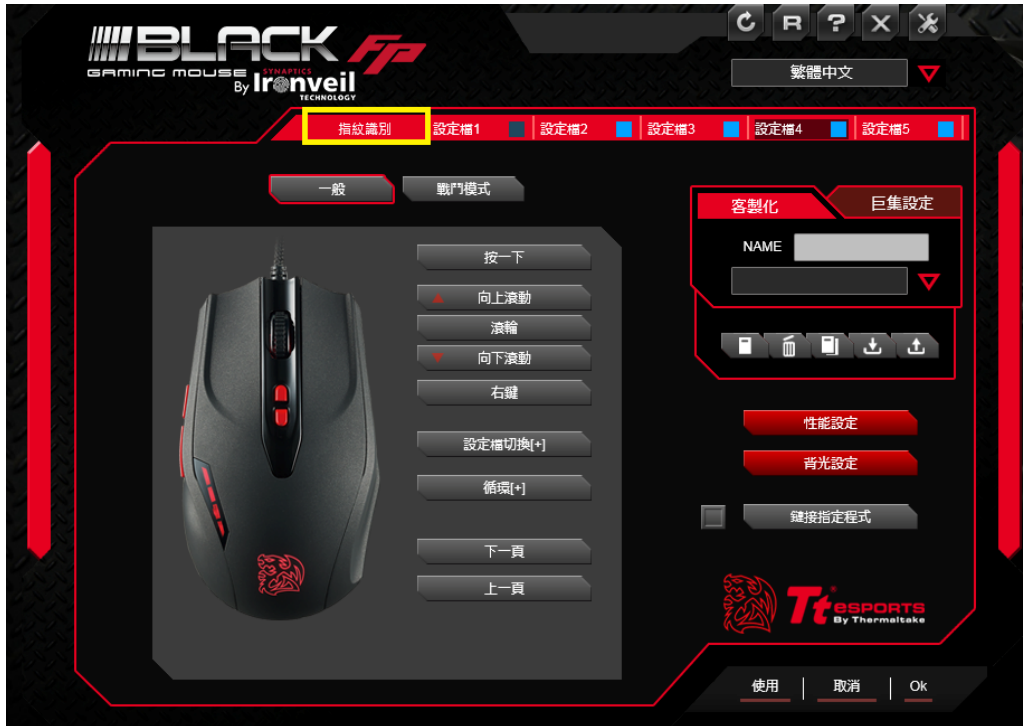 BLACK FP
GAMING MOUSE
SYNAPTICS
By Ironveil
TECHNOLOGY
R ? X
繁體中文
指紋識別 設定檔1 設定檔2 設定檔3 設定檔4 設定檔5
一般 戰鬥模式
客製化 巨集設定
NAME
按一下
向上滾動
滾輪
向下滾動
右鍵
設定檔切換[+]
循環[+]
下一頁
上一頁
性能設定
背光設定
鍵接指定程式
Tt eSPORTS
By Thermaltake
使用 取消 Ok